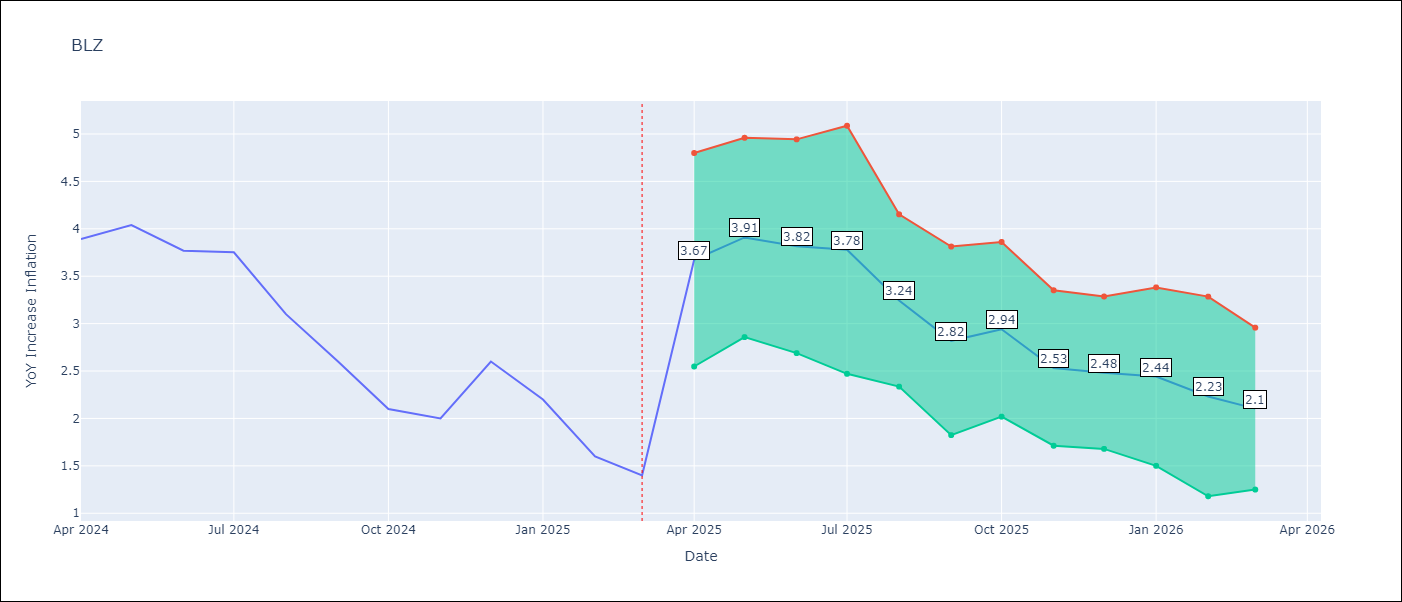 BLZ
YoY Increase Inflation
5
4.5
4
3.5
3
2.5
2
1.5
1
3.67
3.91
3.82
3.78
3.24
2.82
2.94
2.53
2.48
2.44
2.23
2.1
Apr 2024
Jul 2024
Oct 2024
Jan 2025
Apr 2025
Jul 2025
Oct 2025
Jan 2026
Apr 2026
Date